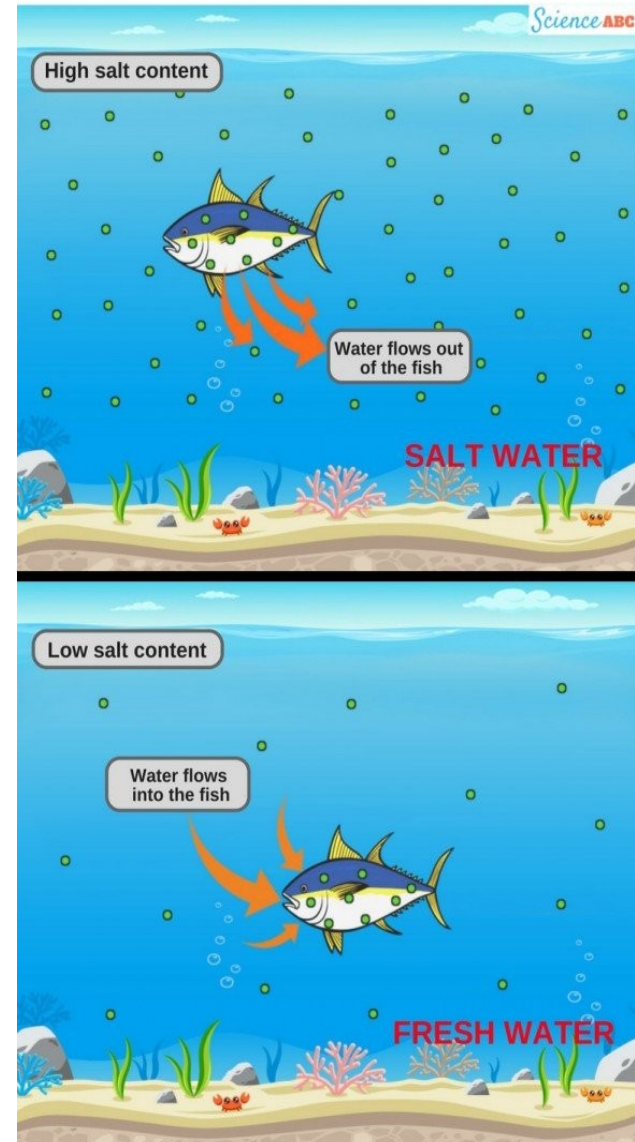 Science ABC
High salt content
Water flows out
of the fish
SALT WATER
Low salt content
Water flows
into the fish
FRESH WATER